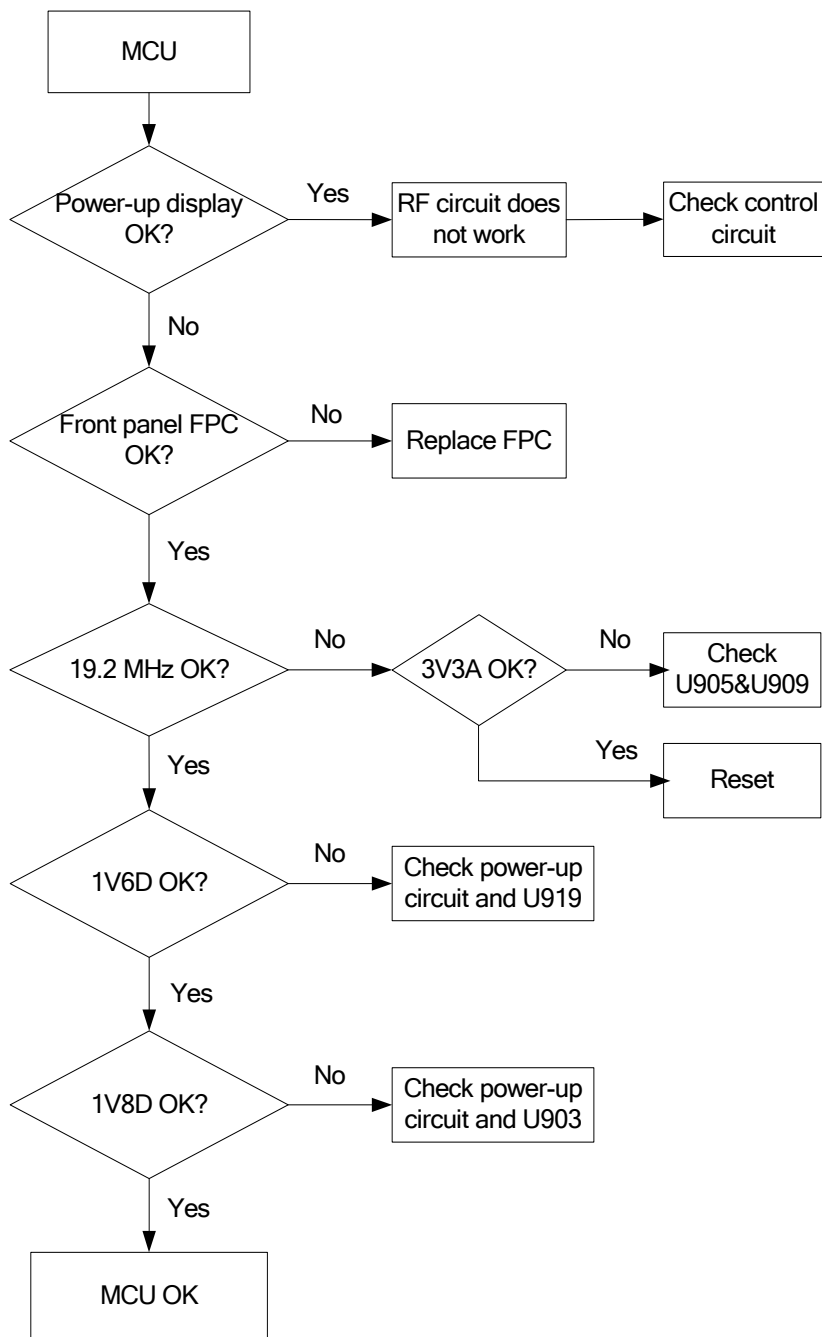 MCU
Power-up display
OK?
Yes
RF circuit does
not work
Check control
circuit
No
Front panel FPC
OK?
No
Replace FPC
Yes
19.2 MHz OK?
No
3V3A OK?
No
Check
U905&U909
Yes
Reset
Yes
1V6D OK?
No
Check power-up
circuit and U919
Yes
1V8D OK?
No
Check power-up
circuit and U903
Yes
MCU OK